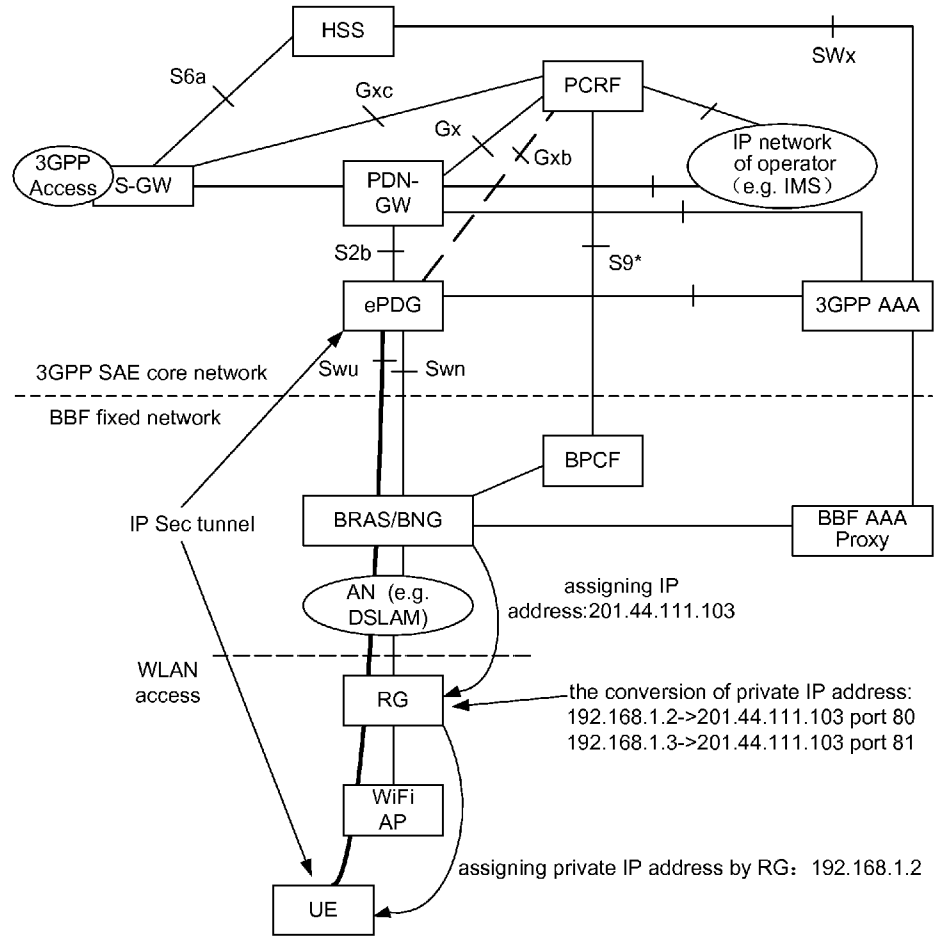 HSS
SWx
S6a
PCRF
Gxc
Gx
Gxb
IP network
of operator
（e.g. IMS）
3GPP
Access
S-GW
PDN-
GW
S2b
S9*
ePDG
3GPP AAA
Swu
Swn
3GPP SAE core network
BBF fixed network
BPCF
IP Sec tunnel
BRAS/BNG
BBF AAA
Proxy
AN (e.g.
DSLAM)
assigning IP
address:201.44.111.103
WLAN
access
RG
the conversion of private IP address:
192.168.1.2->201.44.111.103 port 80
192.168.1.3->201.44.111.103 port 81
WiFi
AP
assigning private IP address by RG：192.168.1.2
UE